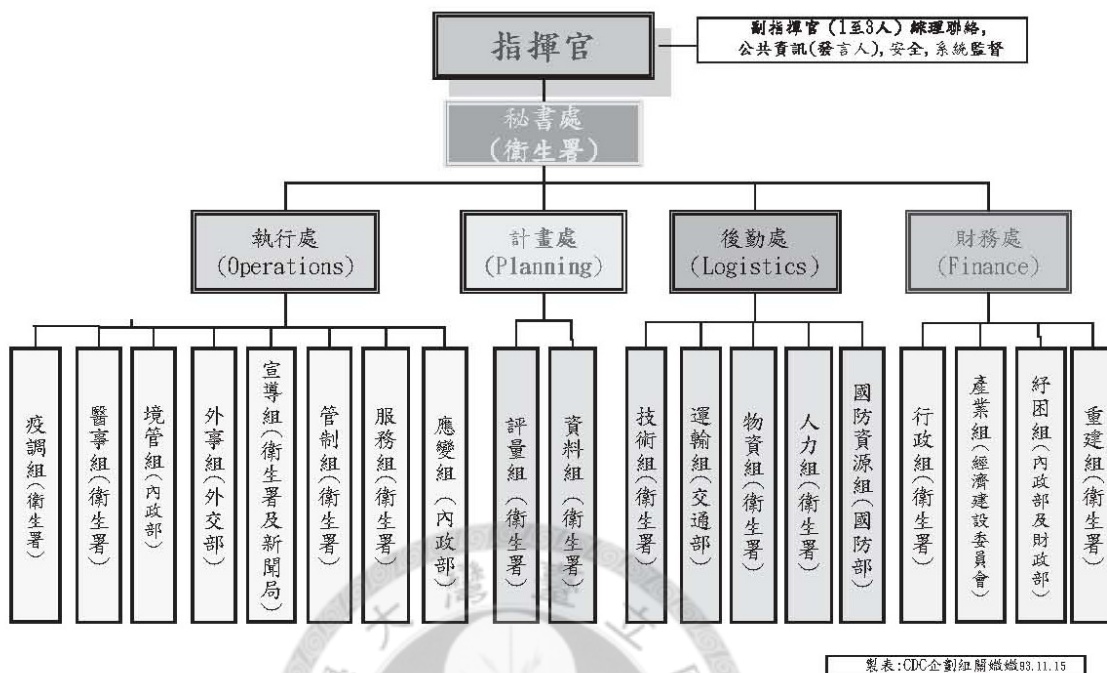 指揮官
副指揮官 (1至3人) 綜理聯絡,
公共資訊(發言人), 安全, 系統監督
秘書處
(衛生署)
執行處
(Operations)
計畫處
(Planning)
後勤處
(Logistics)
財務處
(Finance)
疫調組(衛生署)
醫事組(衛生署)
境管組(內政部)
外事組(外交部)
宣導組(衛生署及新聞局)
管制組(衛生署)
服務組(衛生署)
應變組(內政部)
評量組(衛生署)
資料組(衛生署)
技術組(衛生署)
運輸組(交通部)
物資組(衛生署)
人力組(衛生署)
國防資源組(國防部)
行政組(衛生署)
產業組(經濟建設委員會)
紓困組(內政部及財政部)
重建組(衛生署)
大灣臺立
製表:CDC企劃組關嫩嫩93.11.15